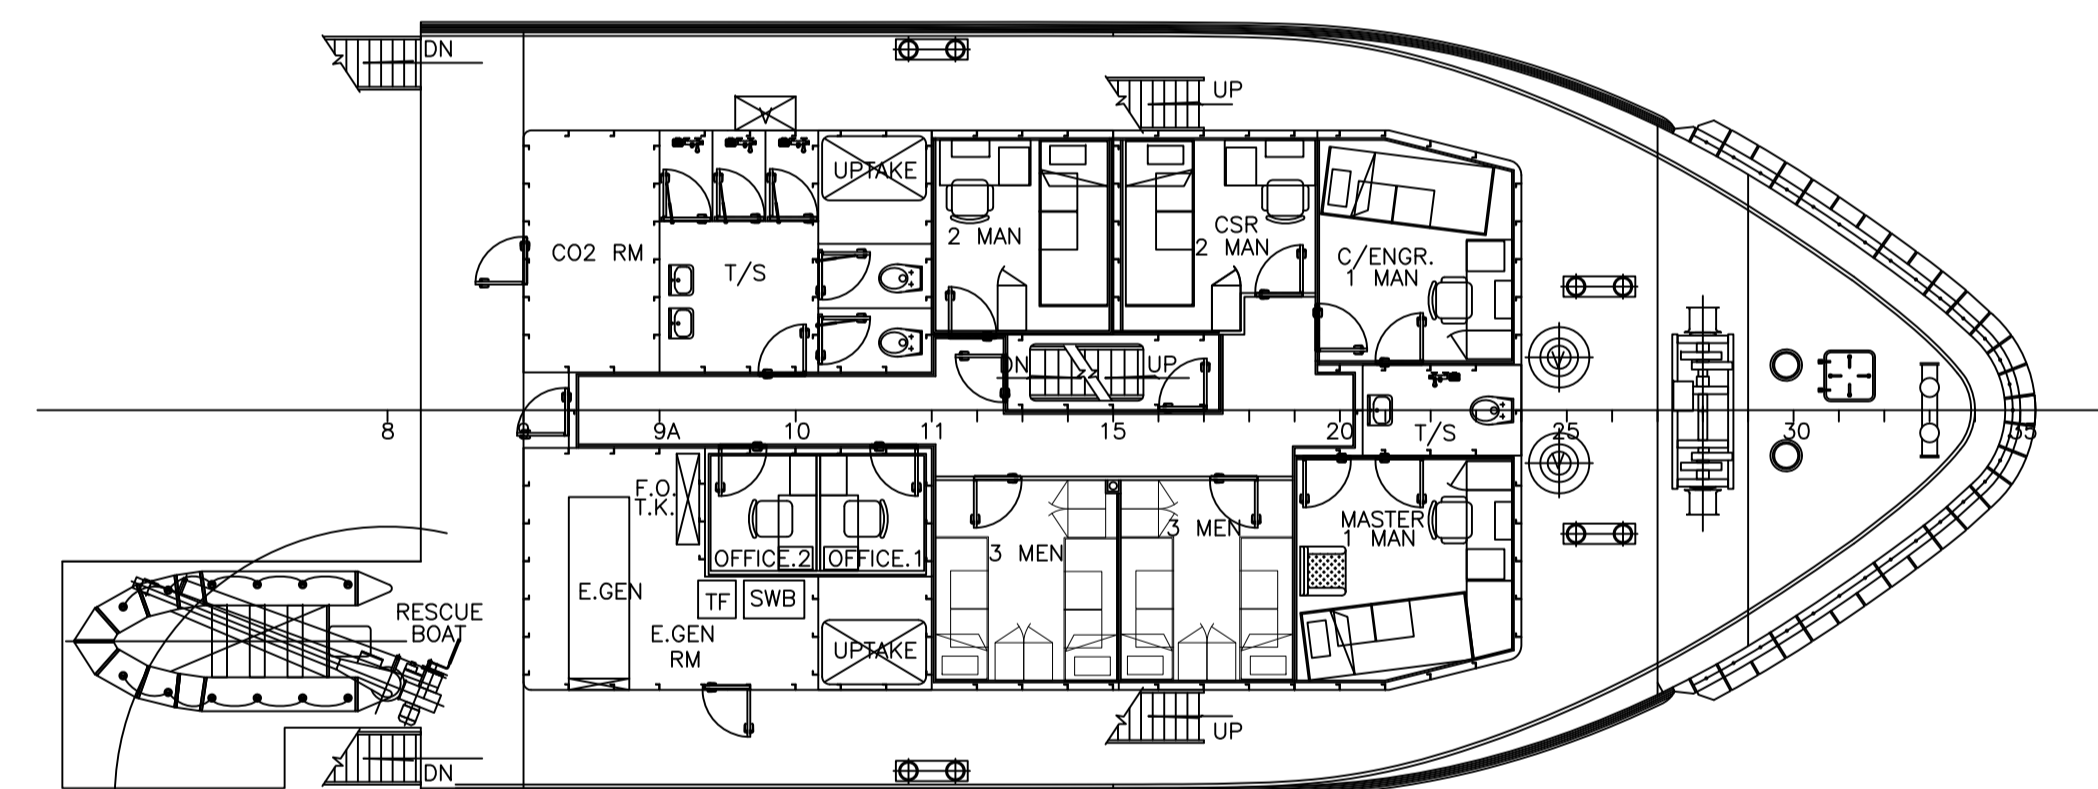 DN
UP
UPTAKE
CSR
2 MAN
2 MAN
CO2 RM
T/S
C/ENGR.
1 MAN
DN
UP
8
9
9A
10
11
15
20
T/S
25
30
35
F.O.
T.K.
OFFICE.2
OFFICE.1
3 MEN
3 MEN
MASTER
1 MAN
E.GEN
TF
SWB
RESCUE
BOAT
E.GEN
RM
UPTAKE
UP
DN
V
V
V